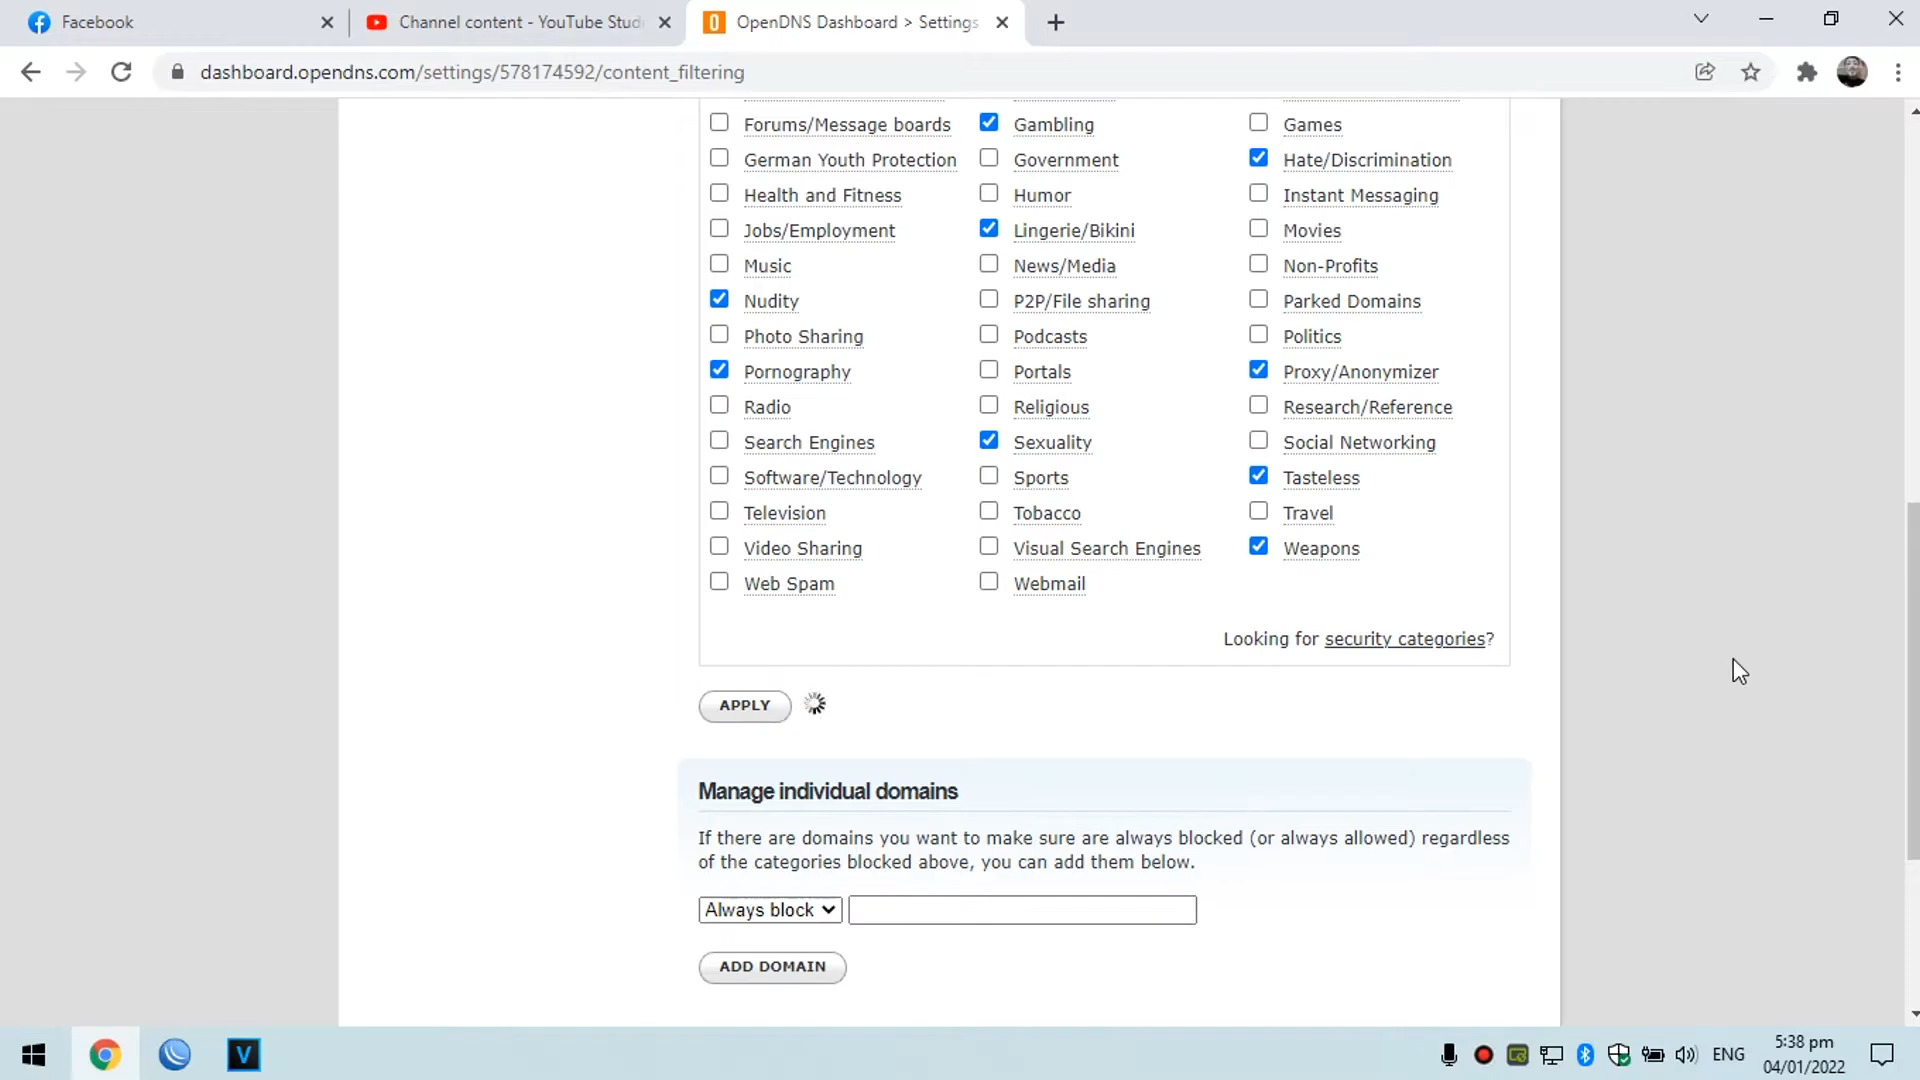 Facebook
Channel content - YouTube Stud
OpenDNS Dashboard > Settings
dashboard.opendns.com/settings/578174592/content_filtering
Forums/Message boards Gambling Games
German Youth Protection Government Hate/Discrimination
Health and Fitness Humor Instant Messaging
Jobs/Employment Lingerie/Bikini Movies
Music News/Media Non-Profits
Nudity P2P/File sharing Parked Domains
Photo Sharing Podcasts Politics
Pornography Portals Proxy/Anonymizer
Radio Religious Research/Reference
Search Engines Sexuality Social Networking
Software/Technology Sports Tasteless
Television Tobacco Travel
Video Sharing Visual Search Engines Weapons
Web Spam Webmail
Looking for security categories?
APPLY
Manage individual domains
If there are domains you want to make sure are always blocked (or always allowed) regardless
of the categories blocked above, you can add them below.
Always block
ADD DOMAIN
V
ENG
5:38 pm
04/01/2022